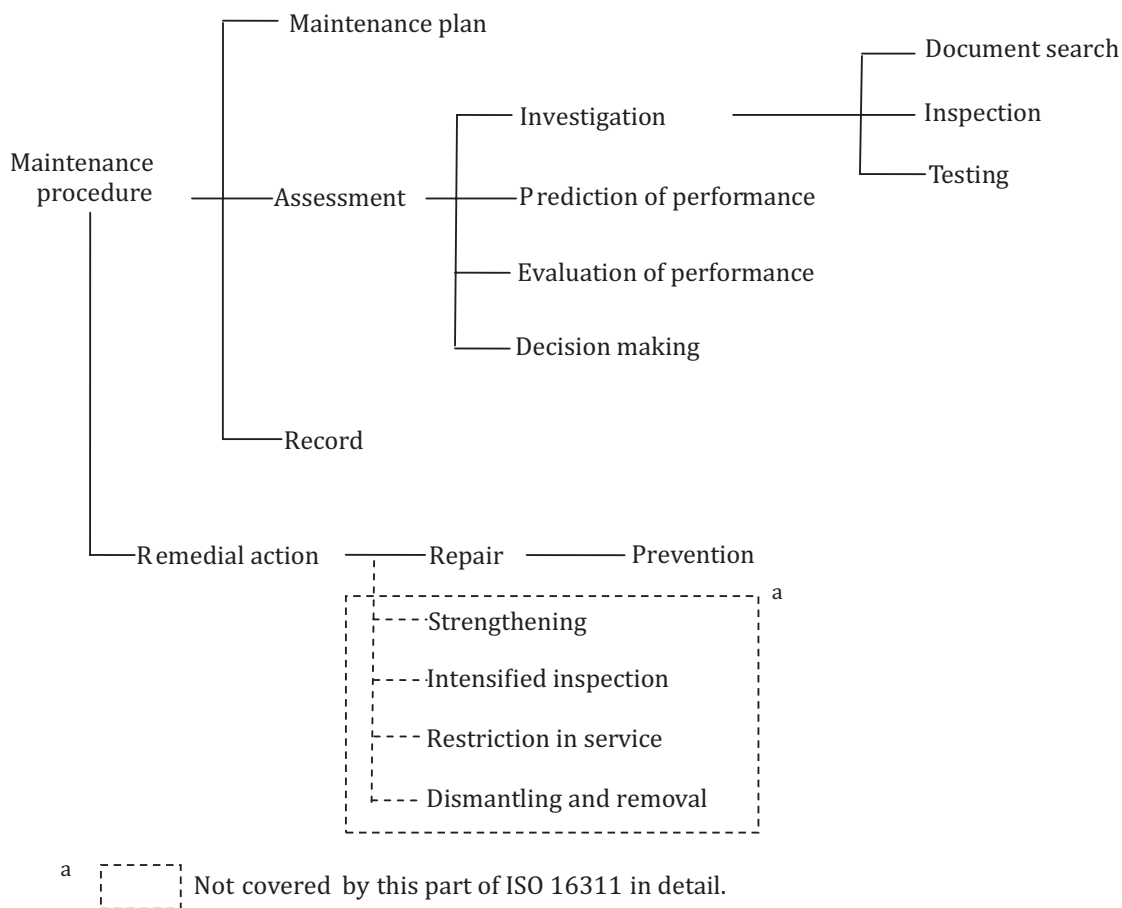 Maintenance plan
Document search
Investigation
Inspection
Maintenance
procedure
Assessment
Prediction of performance
Testing
Evaluation of performance
Decision making
Record
Remedial action
Repair
Prevention
a
Strengthening
Intensified inspection
Restriction in service
Dismantling and removal
a
Not covered by this part of ISO 16311 in detail.